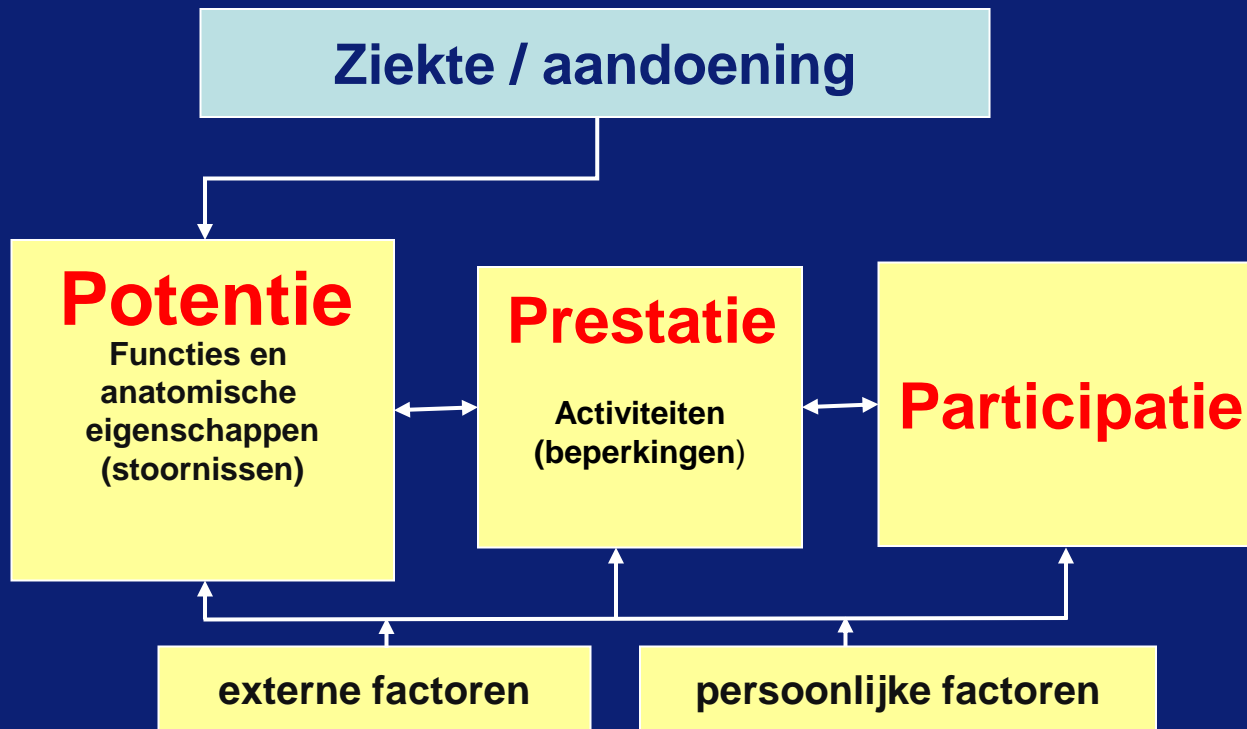 Ziekte / aandoening
Potentie
Functies en
anatomische
eigenschappen
(stoornissen)
Prestatie
Activiteiten
(beperkingen)
Participatie
externe factoren
persoonlijke factoren